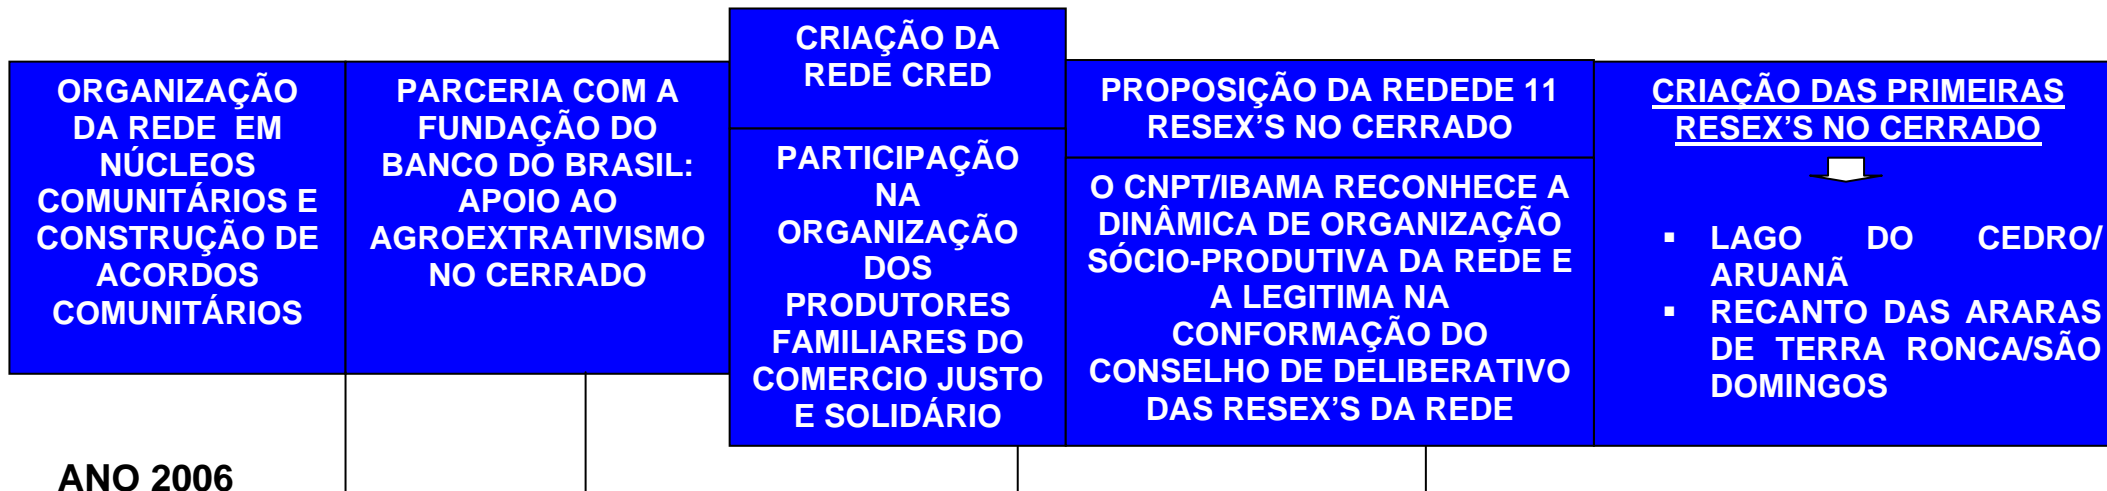 ORGANIZAÇÃO
DA REDE EM
NÚCLEOS
COMUNITÁRIOS E
CONSTRUÇÃO DE
ACORDOS
COMUNITÁRIOS
PARCERIA COM A
FUNDAÇÃO DO
BANCO DO BRASIL:
APOIO AO
AGROEXTRATIVISMO
NO CERRADO
CRIAÇÃO DA
REDE CRED
PARTICIPAÇÃO
NA
ORGANIZAÇÃO
DOS
PRODUTORES
FAMILIARES DO
COMERCIO JUSTO
E SOLIDÁRIO
PROPOSIÇÃO DA REDEDE 11
RESEX'S NO CERRADO
O CNPT/IBAMA RECONHECE A
DINÂMICA DE ORGANIZAÇÃO
SÓCIO-PRODUTIVA DA REDE E
A LEGITIMA NA
CONFORMAÇÃO DO
CONSELHO DE DELIBERATIVO
DAS RESEX'S DA REDE
CRIAÇÃO DAS PRIMEIRAS
RESEX'S NO CERRADO
▪ LAGO DO CEDRO/
ARUANÃ
▪ RECANTO DAS ARARAS
DE TERRA RONCA/SÃO
DOMINGOS
ANO 2006